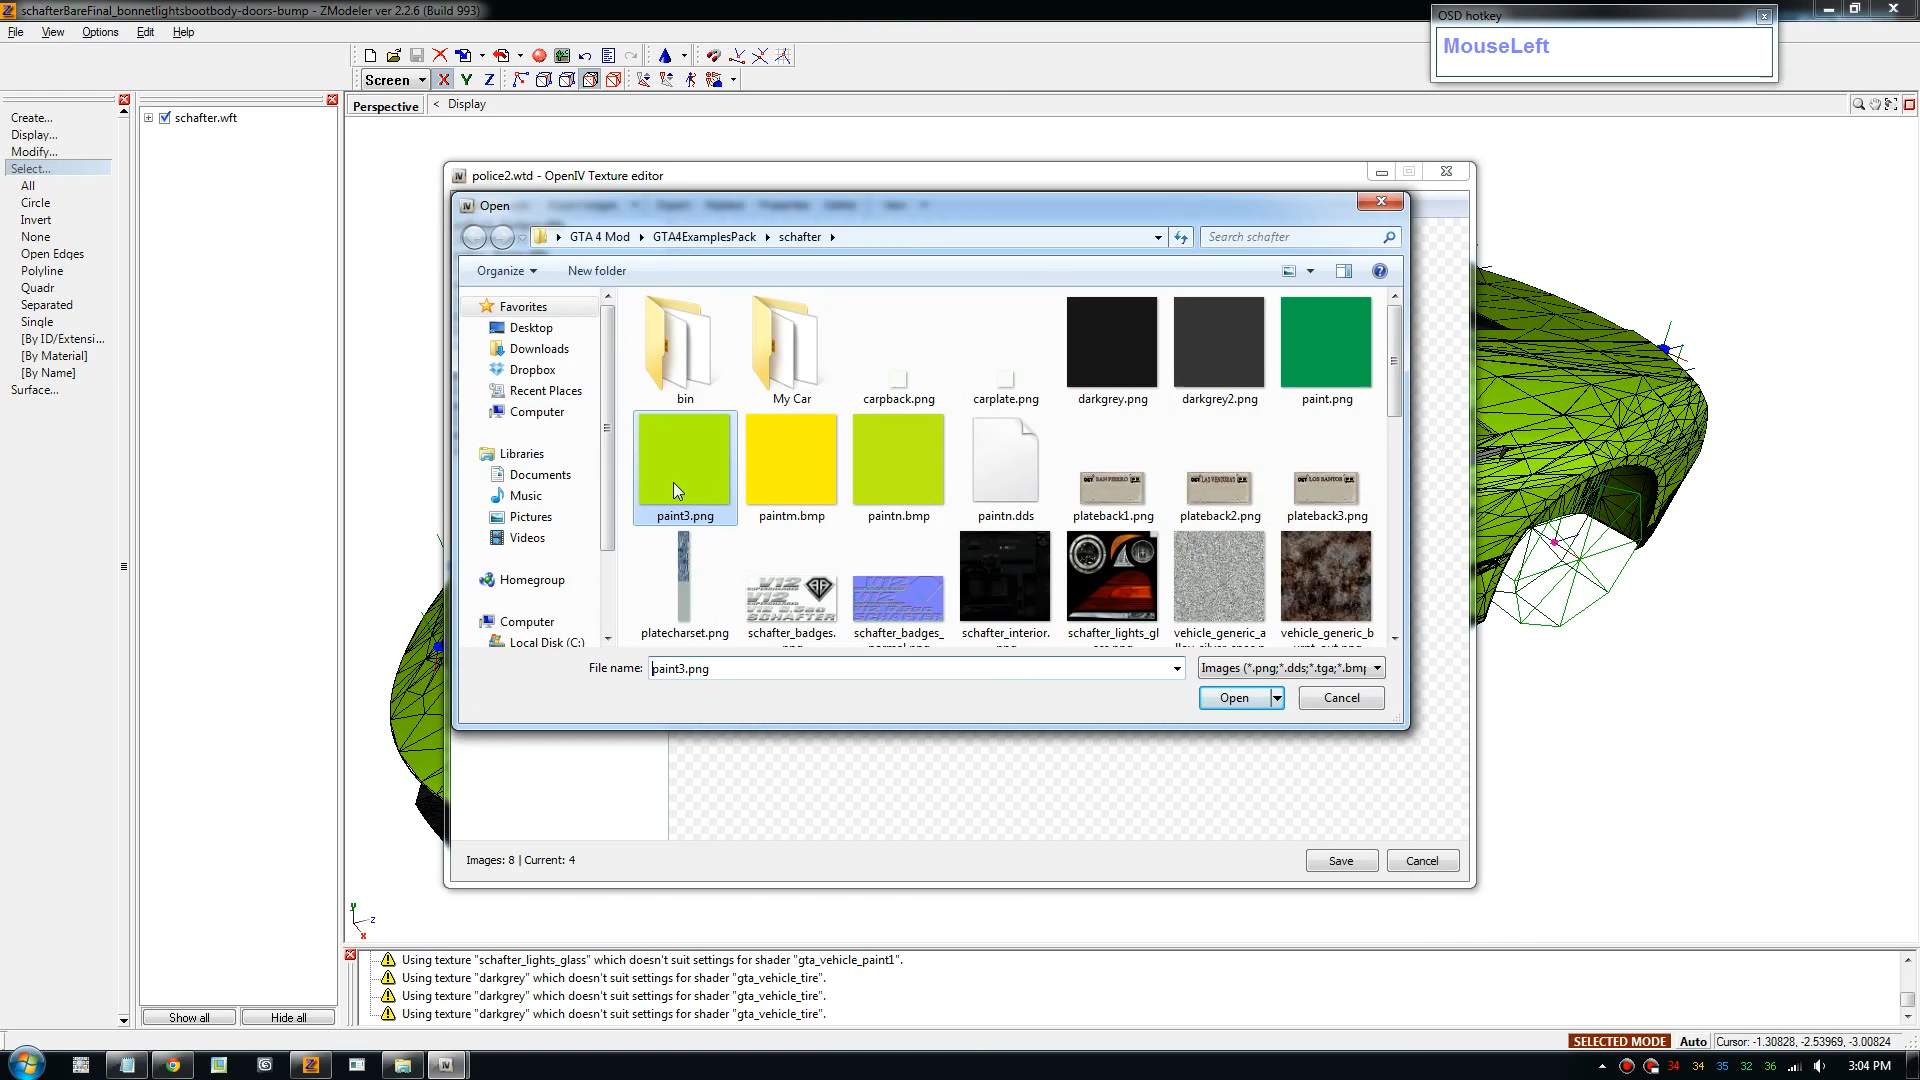 schafterBareFinal_bonnetlightsbootbody-doors-bump - ZModeler ver 2.2.6 (Build 993)
OSD hotkey
MouseLeft
File View Options Edit Help
Screen X Y Z
Create...
Display...
Modify...
Select...
All
Circle
Invert
None
Open Edges
Polyline
Quadr
Separated
Single
[By ID/Extensi...
[By Material]
[By Name]
Surface...
schafter.wft
Show all Hide all
Perspective < Display
police2.wtd - OpenIV Texture editor
Open
GTA 4 Mod GTA4ExamplesPack schafter
Search schafter
Organize New folder
Favorites
Desktop
Downloads
Dropbox
Recent Places
Computer
Libraries
Documents
Music
Pictures
Videos
Homegroup
Computer
Local Disk (C:)
bin My Car carpback.png carplate.png darkgrey.png darkgrey2.png paint.png
paint3.png paintm.bmp paintn.bmp paintn.dds plateback1.png plateback2.png plateback3.png
platecharset.png schafter_badges. schafter_badges_ schafter_interior. schafter_lights_gl vehicle_generic_a vehicle_generic_b
File name: paint3.png Images (*.png;*.dds;*.tga;*.bmp
Open Cancel
Images: 8 | Current: 4
Save Cancel
Using texture "schafter_lights_glass" which doesn't suit settings for shader "gta_vehicle_paint1".
Using texture "darkgrey" which doesn't suit settings for shader "gta_vehicle_tire".
Using texture "darkgrey" which doesn't suit settings for shader "gta_vehicle_tire".
Using texture "darkgrey" which doesn't suit settings for shader "gta_vehicle_tire".
SELECTED MODE Auto Cursor: -1.30828, -2.53969, -3.00824
34 34 35 32 36 3:04 PM